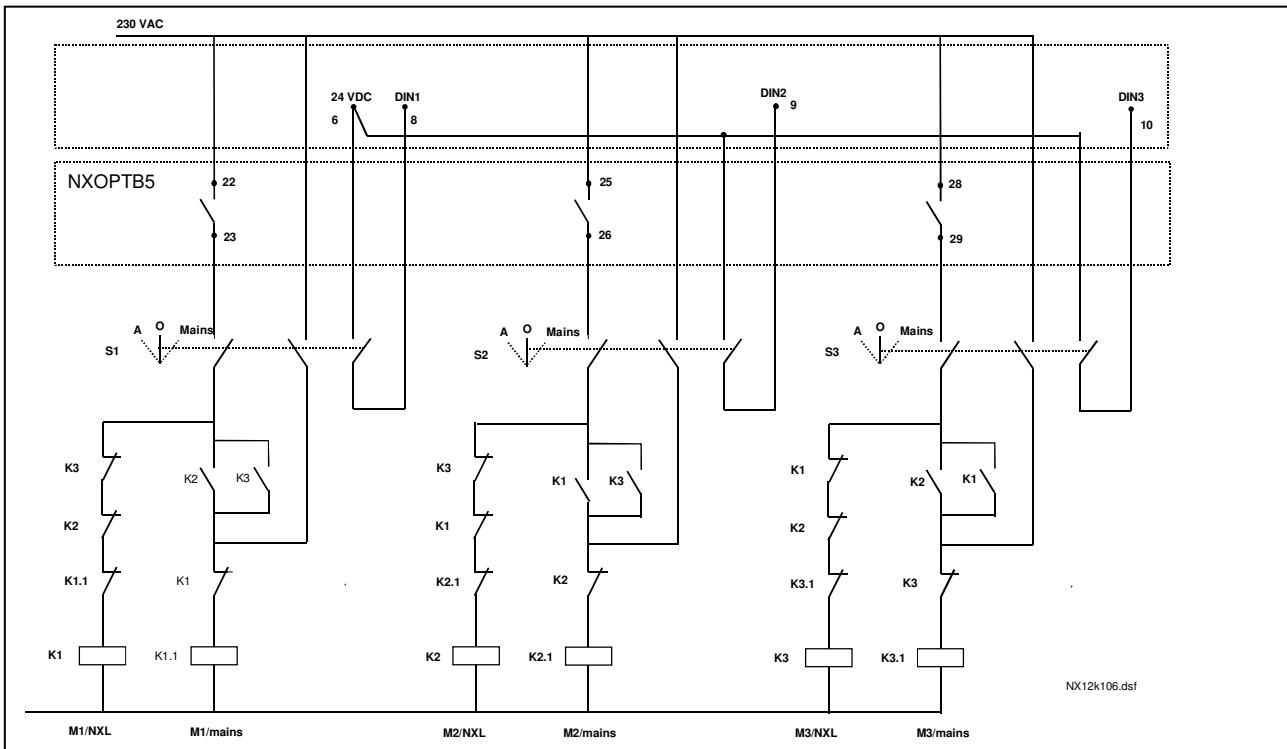 230 VAC
24 VDC DIN1 DIN2 DIN3
6 8 9 10
NXOPTB5
22 25 28
23 26 29
A O Mains A O Mains A O Mains
S1 S2 S3
K3 K2 K3 K3 K1 K3 K1 K2 K1
K2 K1 K2
K1.1 K1 K2.1 K2 K3.1 K3
K1 K1.1 K2 K2.1 K3 K3.1
NX12k106.dsf
M1/NXL M1/mains M2/NXL M2/mains M3/NXL M3/mains